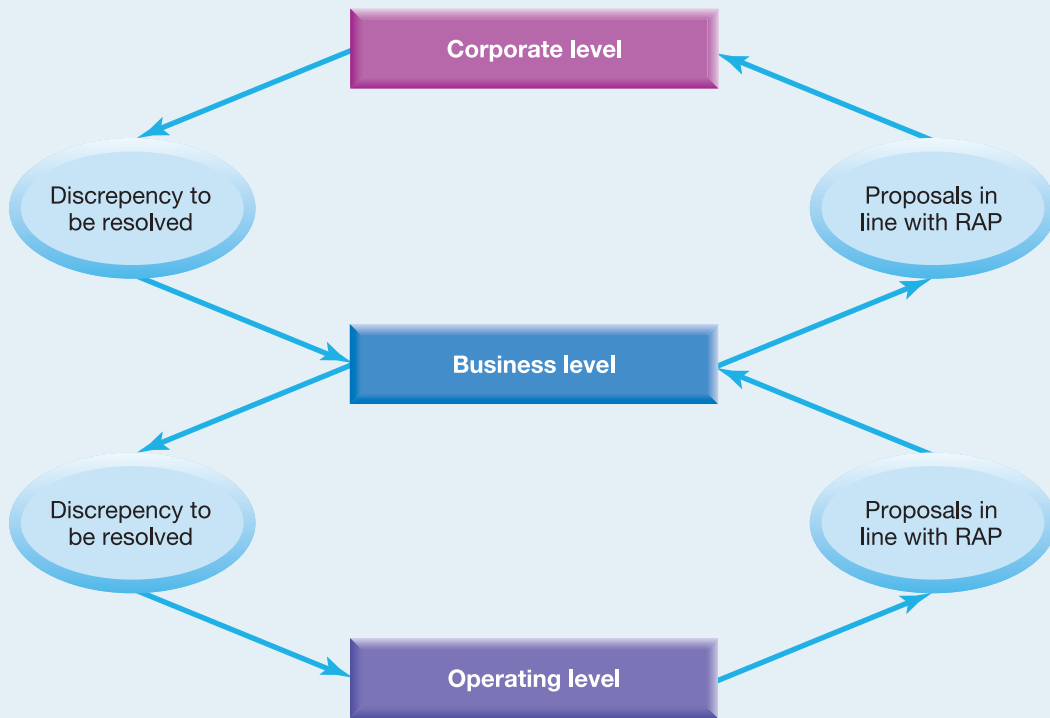 Corporate level
Discrepency to
be resolved
Proposals in
line with RAP
Business level
Discrepency to
be resolved
Proposals in
line with RAP
Operating level